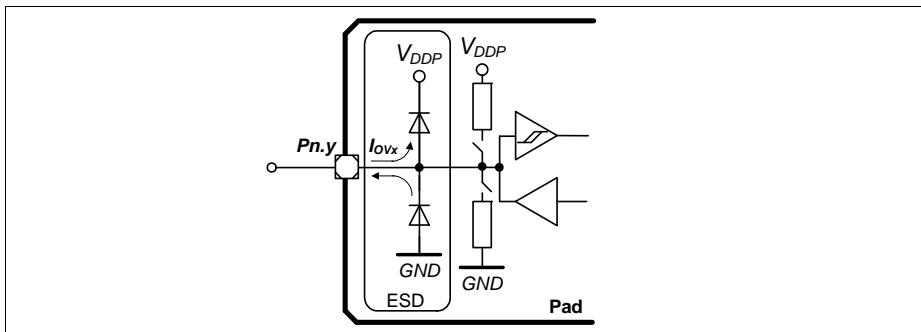 VDDP
VDDP
Pn.y
IOVx
GND
GND
ESD
Pad